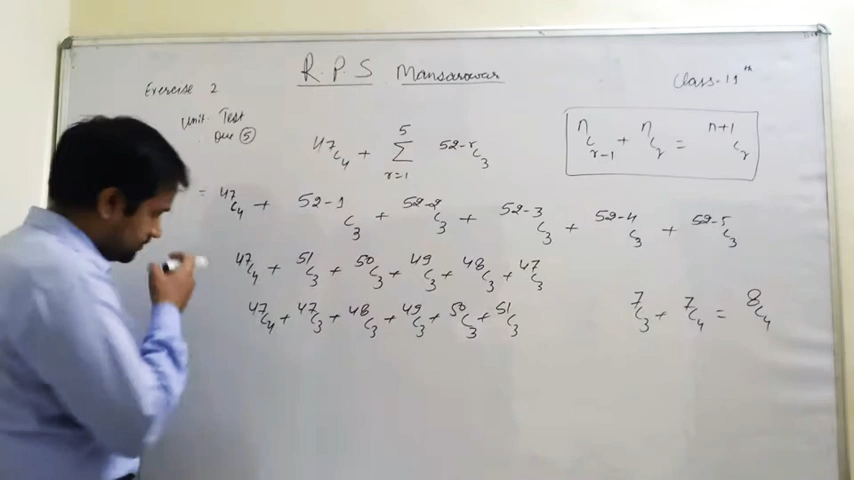 R.P.S Mansarowar
Class-11th
Exercise 2
Unit-Test
Que ⑤
⁴⁷C₄ + ∑ ⁵²⁻ʳC₃
5
r=1
ⁿCᵣ₋₁ + ⁿCᵣ = ⁿ⁺¹Cᵣ
= ⁴⁷C₄ + ⁵²⁻¹C₃ + ⁵²⁻²C₃ + ⁵²⁻³C₃ + ⁵²⁻⁴C₃ + ⁵²⁻⁵C₃
⁴⁷C₄ + ⁵¹C₃ + ⁵⁰C₃ + ⁴⁹C₃ + ⁴⁸C₃ + ⁴⁷C₃
⁴⁷C₄ + ⁴⁷C₃ + ⁴⁸C₃ + ⁴⁹C₃ + ⁵⁰C₃ + ⁵¹C₃
⁷C₃ + ⁷C₄ = ⁸C₄